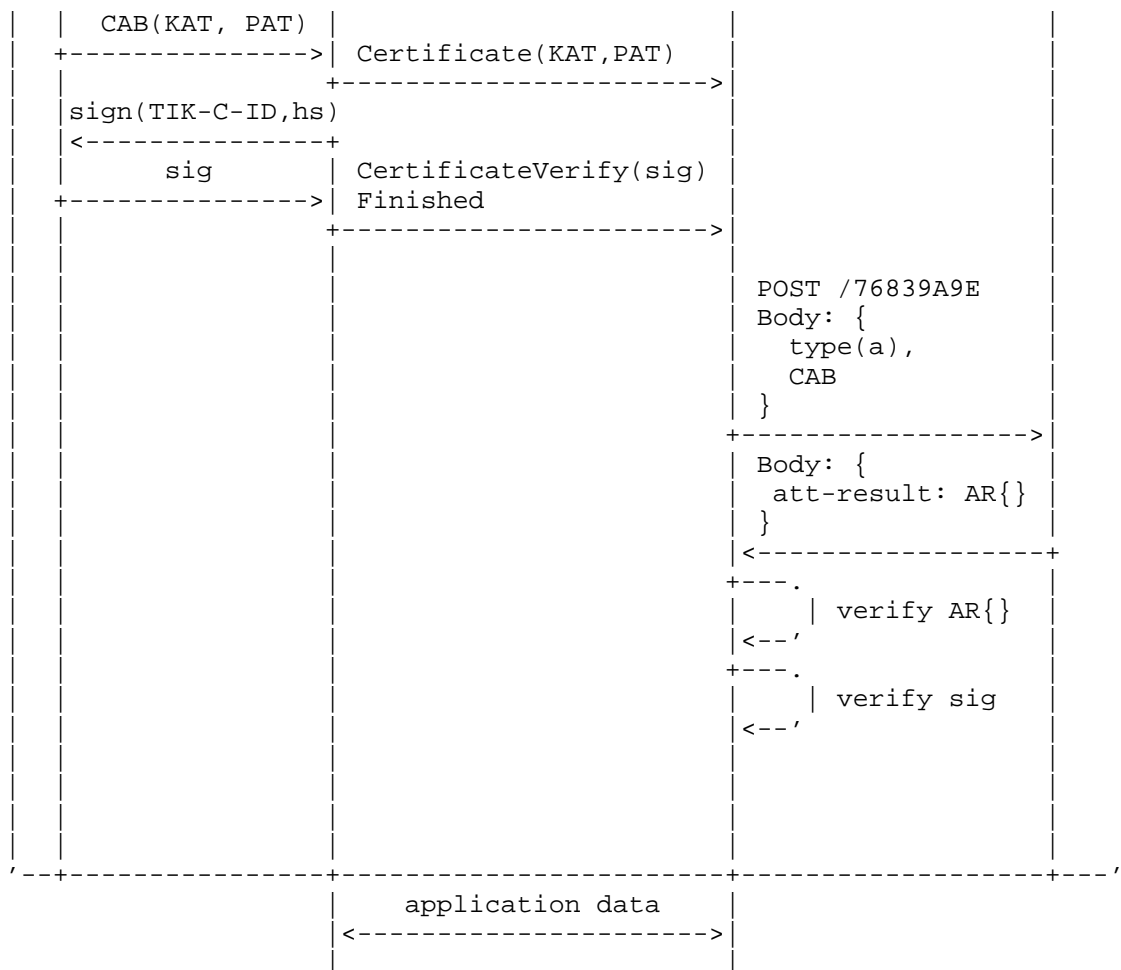 CAB(KAT, PAT)
Certificate(KAT,PAT)
sign(TIK-C-ID,hs)
sig
CertificateVerify(sig)
Finished
POST /76839A9E
Body: {
type(a),
CAB
}
Body: {
att-result: AR{}
}
verify AR{}
verify sig
application data